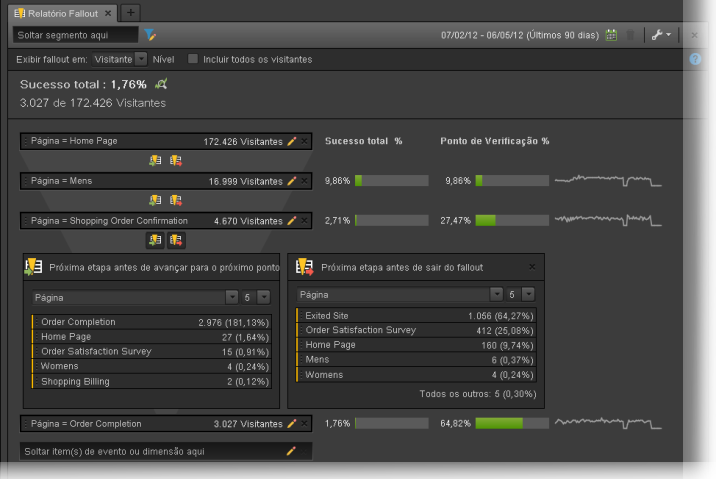 Relatório Fallout × +
Soltar segmento aqui
07/02/12 - 06/05/12 (Últimos 90 dias)
Exibir fallout em: Visitante Nível Incluir todos os visitantes
Sucesso total : 1,76%
3.027 de 172.426 Visitantes
Página = Home Page 172.426 Visitantes Sucesso total % Ponto de Verificação %
Página = Mens 16.999 Visitantes 9,86% 9,86%
Página = Shopping Order Confirmation 4.670 Visitantes 2,71% 27,47%
Próxima etapa antes de avançar para o próximo ponto
Página 5
Order Completion 2.976 (181,13%)
Home Page 27 (1,64%)
Order Satisfaction Survey 15 (0,91%)
Womens 4 (0,24%)
Shopping Billing 2 (0,12%)
Próxima etapa antes de sair do fallout
Página 5
Exited Site 1.056 (64,27%)
Order Satisfaction Survey 412 (25,08%)
Home Page 160 (9,74%)
Mens 6 (0,37%)
Womens 4 (0,24%)
Todos os outros: 5 (0,30%)
Página = Order Completion 3.027 Visitantes 1,76% 64,82%
Soltar item(s) de evento ou dimensão aqui